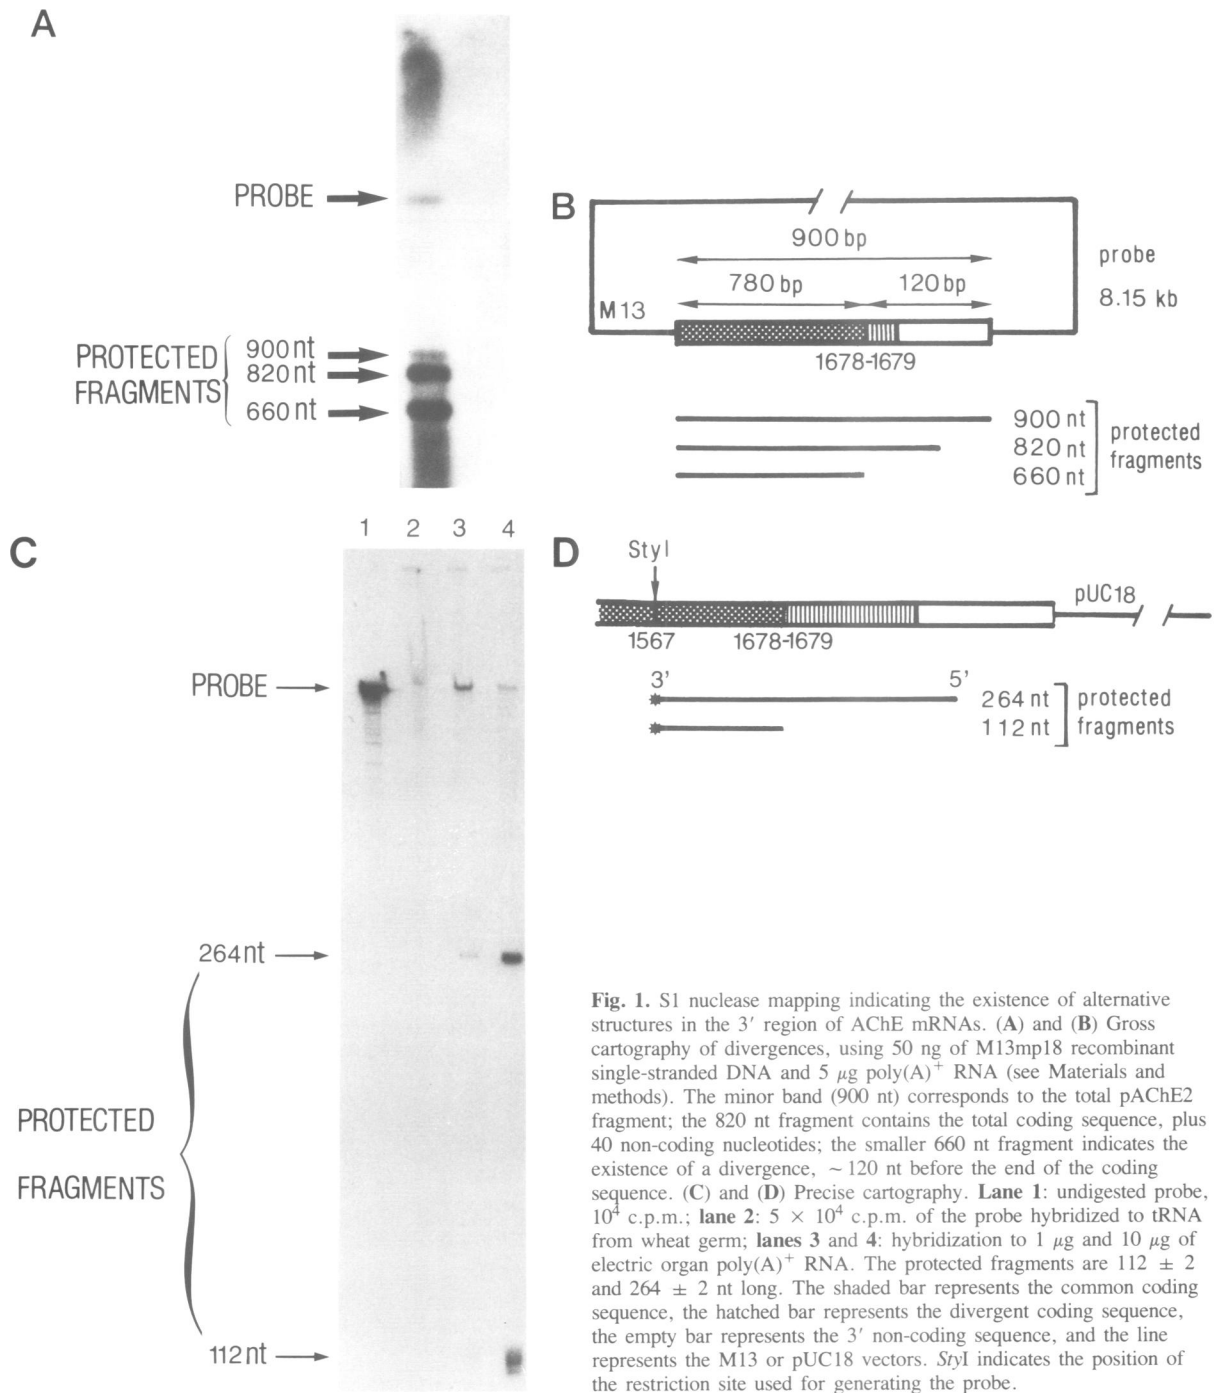 A
PROBE
PROTECTED
FRAGMENTS
900 nt
820 nt
660 nt
B
900 bp
780 bp
120 bp
probe
8.15 kb
M13
1678-1679
900 nt
820 nt
660 nt
protected
fragments
C
1 2 3 4
PROBE
264 nt
PROTECTED
FRAGMENTS
112 nt
D
StyI
pUC18
1567
1678-1679
3'
5'
264 nt
112 nt
protected
fragments
Fig. 1. S1 nuclease mapping indicating the existence of alternative
structures in the 3′ region of AChE mRNAs. (A) and (B) Gross
cartography of divergences, using 50 ng of M13mp18 recombinant
single-stranded DNA and 5 μg poly(A)+ RNA (see Materials and
methods). The minor band (900 nt) corresponds to the total pAChE2
fragment; the 820 nt fragment contains the total coding sequence, plus
40 non-coding nucleotides; the smaller 660 nt fragment indicates the
existence of a divergence, ~120 nt before the end of the coding
sequence. (C) and (D) Precise cartography. Lane 1: undigested probe,
10⁴ c.p.m.; lane 2: 5 × 10⁴ c.p.m. of the probe hybridized to tRNA
from wheat germ; lanes 3 and 4: hybridization to 1 μg and 10 μg of
electric organ poly(A)+ RNA. The protected fragments are 112 ± 2
and 264 ± 2 nt long. The shaded bar represents the common coding
sequence, the hatched bar represents the divergent coding sequence,
the empty bar represents the 3′ non-coding sequence, and the line
represents the M13 or pUC18 vectors. StyI indicates the position of
the restriction site used for generating the probe.